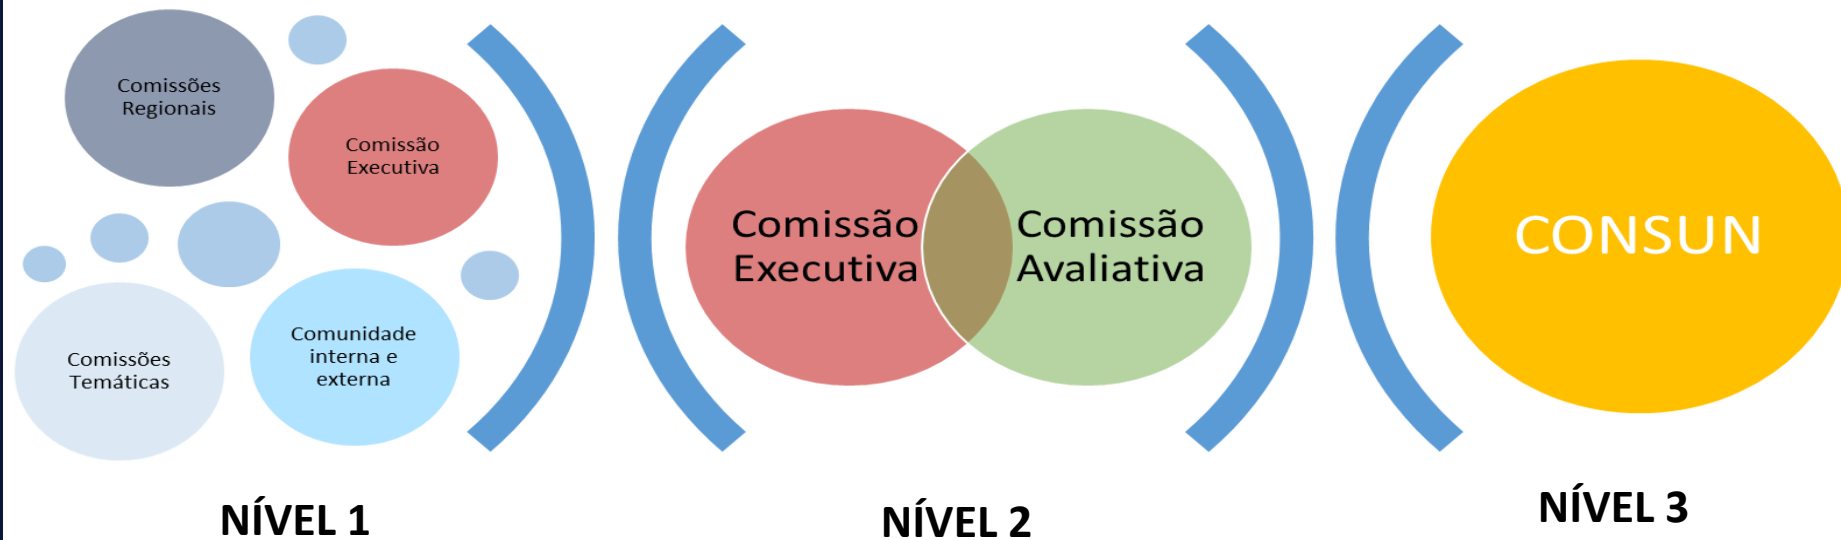 Comissões
Regionais
Comissão
Executiva
Comissões
Temáticas
Comunidade
interna e
externa
NÍVEL 1
Comissão
Executiva
Comissão
Avaliativa
NÍVEL 2
CONSUN
NÍVEL 3